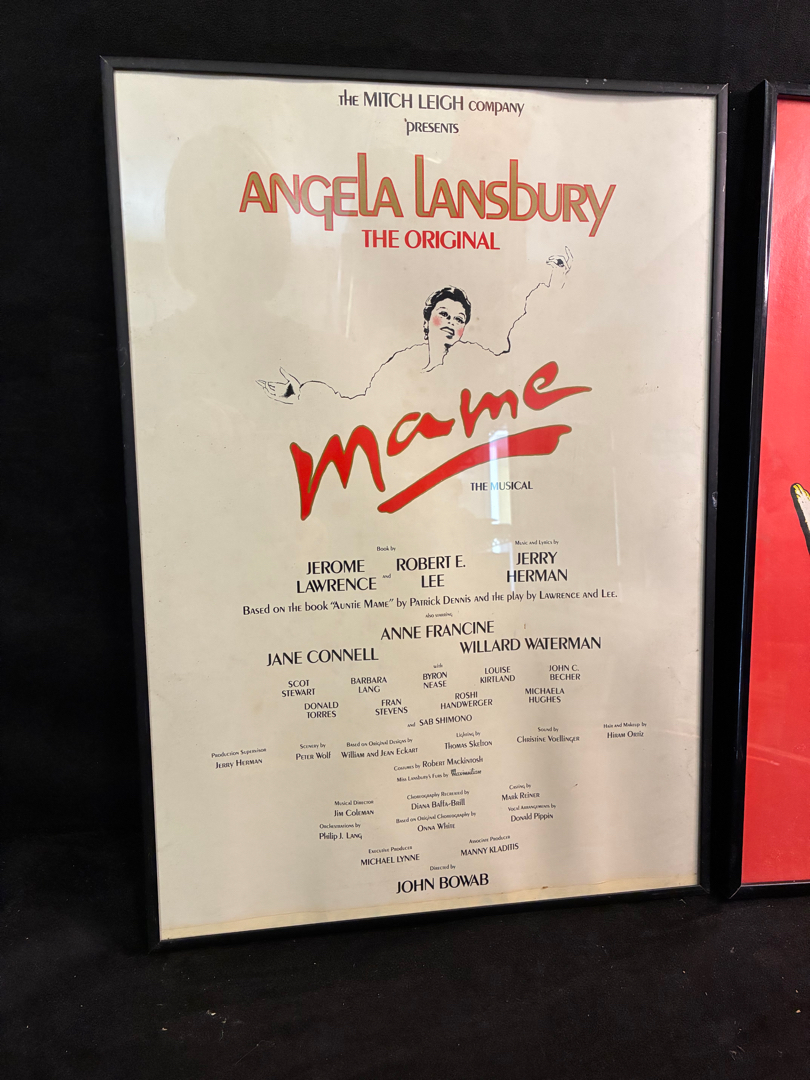 the MITCH LEIGH company
PRESENTS
ANGELA LANSBURY
THE ORIGINAL
mame
THE MUSICAL
Book by
JEROME LAWRENCE and ROBERT E. LEE
Music and Lyrics by
JERRY HERMAN
Based on the book "Auntie Mame" by Patrick Dennis and the play by Lawrence and Lee.
also starring
ANNE FRANCINE
JANE CONNELL WILLARD WATERMAN
with
SCOT STEWART BARBARA LANG BYRON NEASE LOUISE KIRTLAND JOHN C. BECHER
DONALD TORRES FRAN STEVENS ROSHI HANDWERGER MICHAELA HUGHES
and SAB SHIMONO
Production Supervisor
Jerry Herman
Scenery by
Peter Wolf
Based on Original Designs by
William and Jean Eckart
Lighting by
Thomas Skelton
Sound by
Christine Voellinger
Hair and Makeup by
Hiram Ortiz
Costumes by Robert Mackintosh
Miss Lansbury's Furs by Maximilian
Musical Director
Jim Coleman
Choreography Recreated by
Diana Baffa-Brill
Casting by
Mark Reiner
Orchestrations by
Philip J. Lang
Based on Original Choreography by
Onna White
Vocal Arrangements by
Donald Pippin
Executive Producer
MICHAEL LYNNE
Associate Producer
MANNY KLADITIS
Directed by
JOHN BOWAB